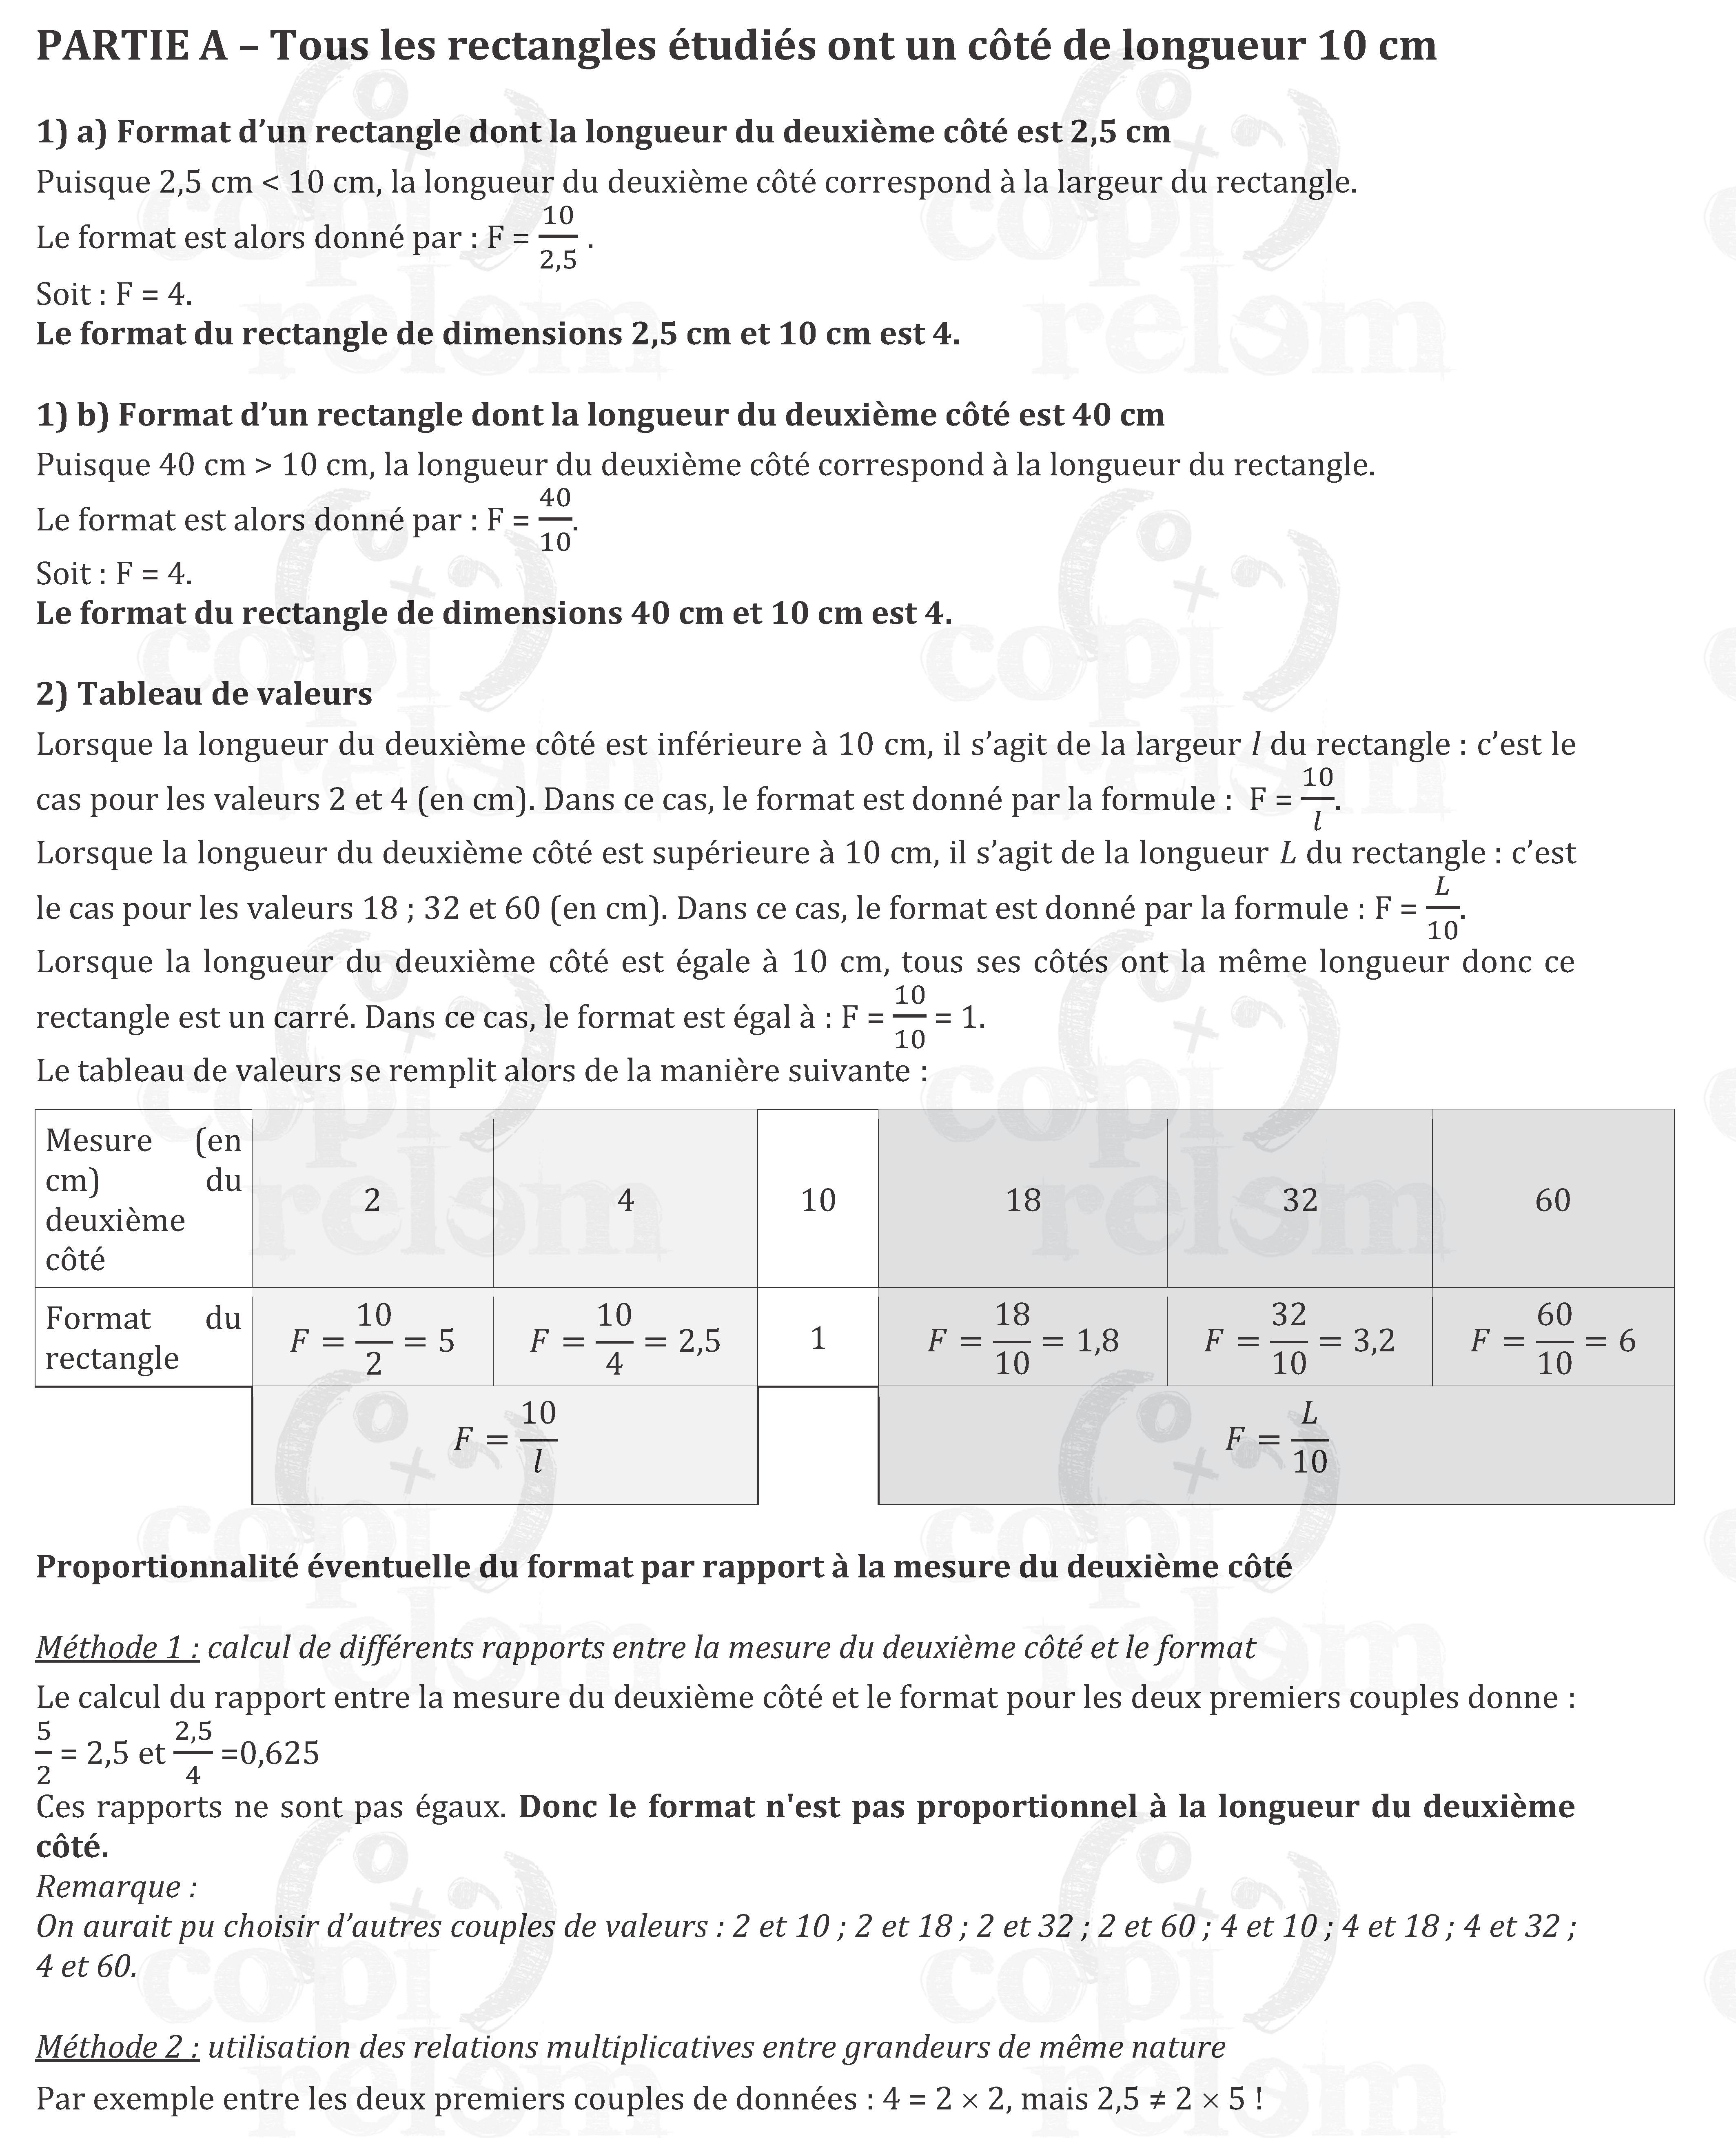 PARTIE A – Tous les rectangles étudiés ont un côté de longueur 10 cm
1) a) Format d’un rectangle dont la longueur du deuxième côté est 2,5 cm
Puisque 2,5 cm < 10 cm, la longueur du deuxième côté correspond à la largeur du rectangle.
Le format est alors donné par : F = 10/2,5 .
Soit : F = 4.
Le format du rectangle de dimensions 2,5 cm et 10 cm est 4.
1) b) Format d’un rectangle dont la longueur du deuxième côté est 40 cm
Puisque 40 cm > 10 cm, la longueur du deuxième côté correspond à la longueur du rectangle.
Le format est alors donné par : F = 40/10.
Soit : F = 4.
Le format du rectangle de dimensions 40 cm et 10 cm est 4.
2) Tableau de valeurs
Lorsque la longueur du deuxième côté est inférieure à 10 cm, il s’agit de la largeur l du rectangle : c’est le
cas pour les valeurs 2 et 4 (en cm). Dans ce cas, le format est donné par la formule : F = 10/l.
Lorsque la longueur du deuxième côté est supérieure à 10 cm, il s’agit de la longueur L du rectangle : c’est
le cas pour les valeurs 18 ; 32 et 60 (en cm). Dans ce cas, le format est donné par la formule : F = L/10.
Lorsque la longueur du deuxième côté est égale à 10 cm, tous ses côtés ont la même longueur donc ce
rectangle est un carré. Dans ce cas, le format est égal à : F = 10/10 = 1.
Le tableau de valeurs se remplit alors de la manière suivante :
Mesure (en
cm) du
deuxième
côté
2 4 10 18 32 60
Format du
rectangle
F = 10/2 = 5 F = 10/4 = 2,5 1 F = 18/10 = 1,8 F = 32/10 = 3,2 F = 60/10 = 6
F = 10/l F = L/10
Proportionnalité éventuelle du format par rapport à la mesure du deuxième côté
Méthode 1 : calcul de différents rapports entre la mesure du deuxième côté et le format
Le calcul du rapport entre la mesure du deuxième côté et le format pour les deux premiers couples donne :
5/2 = 2,5 et 2,5/4 =0,625
Ces rapports ne sont pas égaux. Donc le format n'est pas proportionnel à la longueur du deuxième
côté.
Remarque :
On aurait pu choisir d’autres couples de valeurs : 2 et 10 ; 2 et 18 ; 2 et 32 ; 2 et 60 ; 4 et 10 ; 4 et 18 ; 4 et 32 ;
4 et 60.
Méthode 2 : utilisation des relations multiplicatives entre grandeurs de même nature
Par exemple entre les deux premiers couples de données : 4 = 2 × 2, mais 2,5 ≠ 2 × 5 !
copi
relem